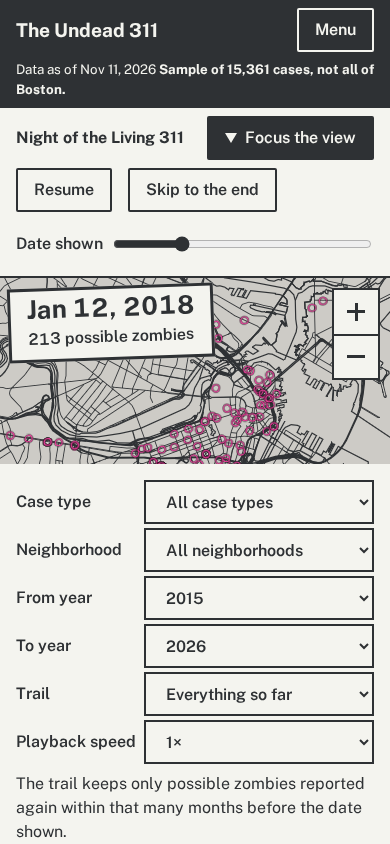 The Undead 311
Menu
Data as of Nov 11, 2026 Sample of 15,361 cases, not all of
Boston.
Night of the Living 311
▼ Focus the view
Resume
Skip to the end
Date shown
Jan 12, 2018
213 possible zombies
+
−
Case type
All case types
Neighborhood
All neighborhoods
From year
2015
To year
2026
Trail
Everything so far
Playback speed
1×
The trail keeps only possible zombies reported
again within that many months before the date
shown.